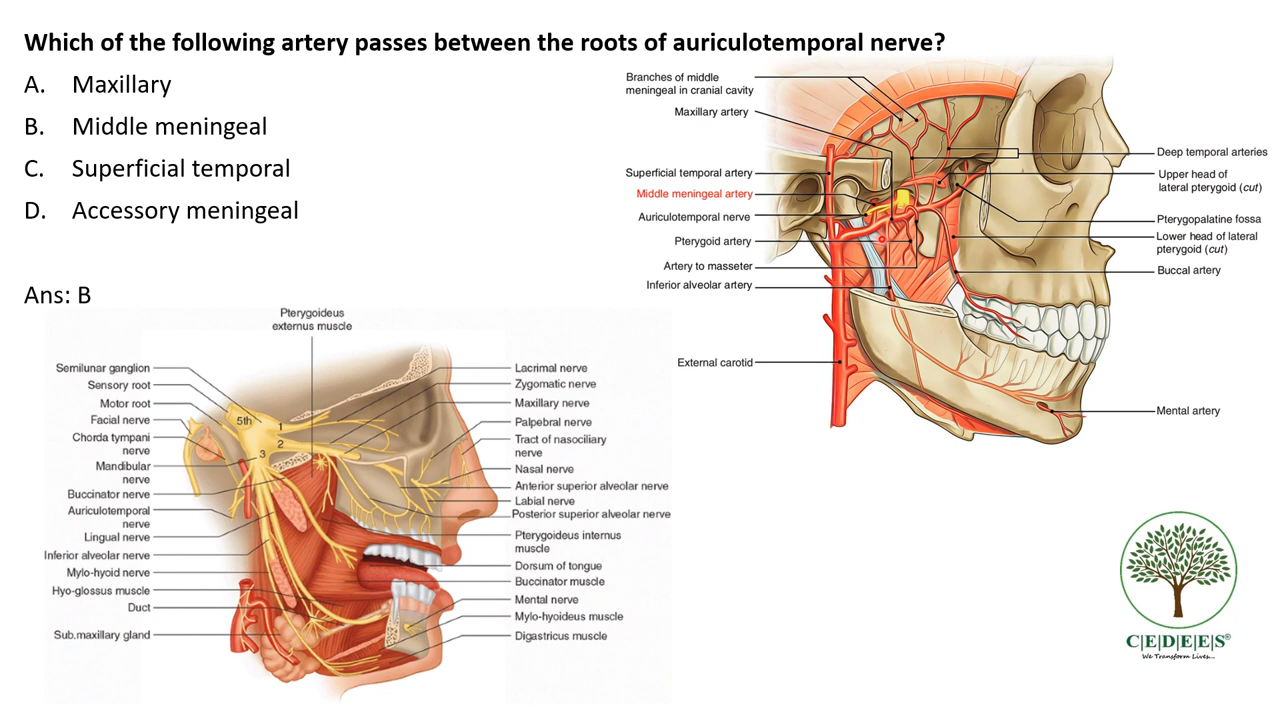 Which of the following artery passes between the roots of auriculotemporal nerve?
A. Maxillary
B. Middle meningeal
C. Superficial temporal
D. Accessory meningeal
Ans: B
Branches of middle
meningeal in cranial cavity
Maxillary artery
Superficial temporal artery
Middle meningeal artery
Auriculotemporal nerve
Pterygoid artery
Artery to masseter
Inferior alveolar artery
External carotid
Deep temporal arteries
Upper head of
lateral pterygoid (cut)
Pterygopalatine fossa
Lower head of lateral
pterygoid (cut)
Buccal artery
Mental artery
Pterygoideus
externus muscle
Semilunar ganglion
Sensory root
Motor root
Facial nerve
Chorda tympani
nerve
Mandibular
nerve
Buccinator nerve
Auriculotemporal
nerve
Lingual nerve
Inferior alveolar nerve
Mylo-hyoid nerve
Hyo-glossus muscle
Duct
Sub.maxillary gland
5th
1
2
3
Lacrimal nerve
Zygomatic nerve
Maxillary nerve
Palpebral nerve
Tract of nasociliary
nerve
Nasal nerve
Anterior superior alveolar nerve
Labial nerve
Posterior superior alveolar nerve
Pterygoideus internus
muscle
Dorsum of tongue
Buccinator muscle
Mental nerve
Mylo-hyoideus muscle
Digastricus muscle
C|E|D|E|E|S®
We Transform Lives...